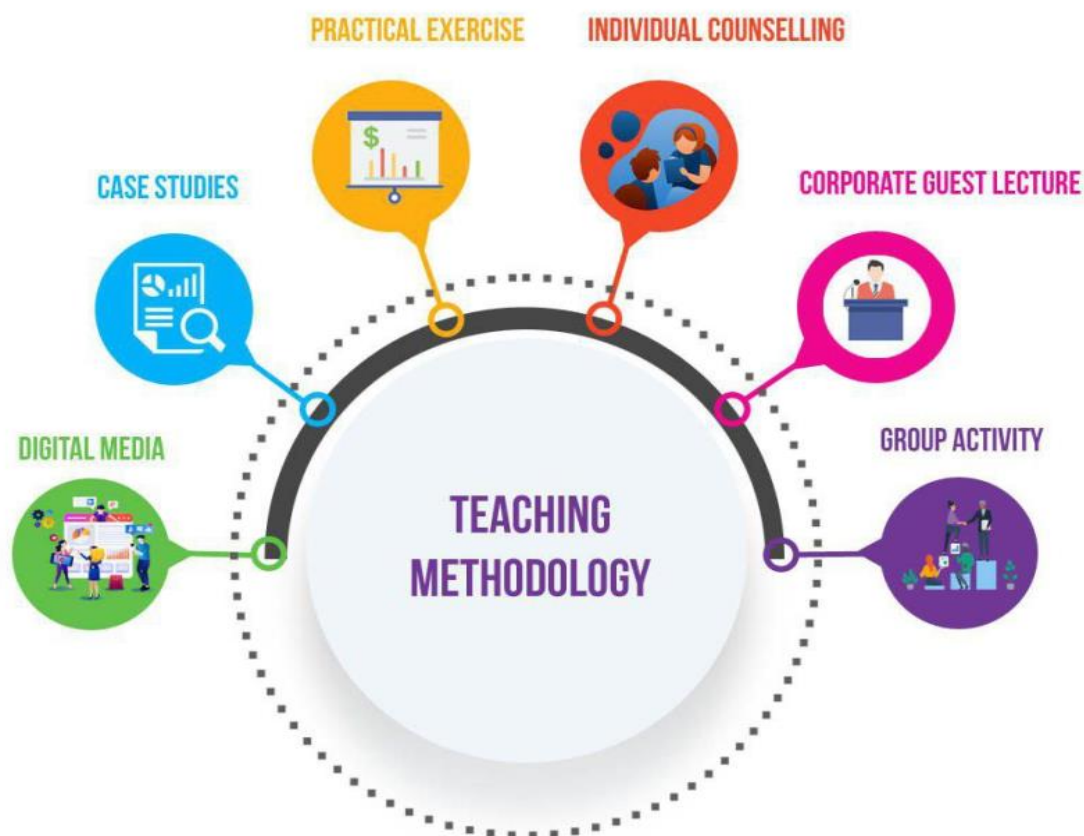 PRACTICAL EXERCISE
INDIVIDUAL COUNSELLING
CASE STUDIES
CORPORATE GUEST LECTURE
DIGITAL MEDIA
GROUP ACTIVITY
TEACHING
METHODOLOGY
$